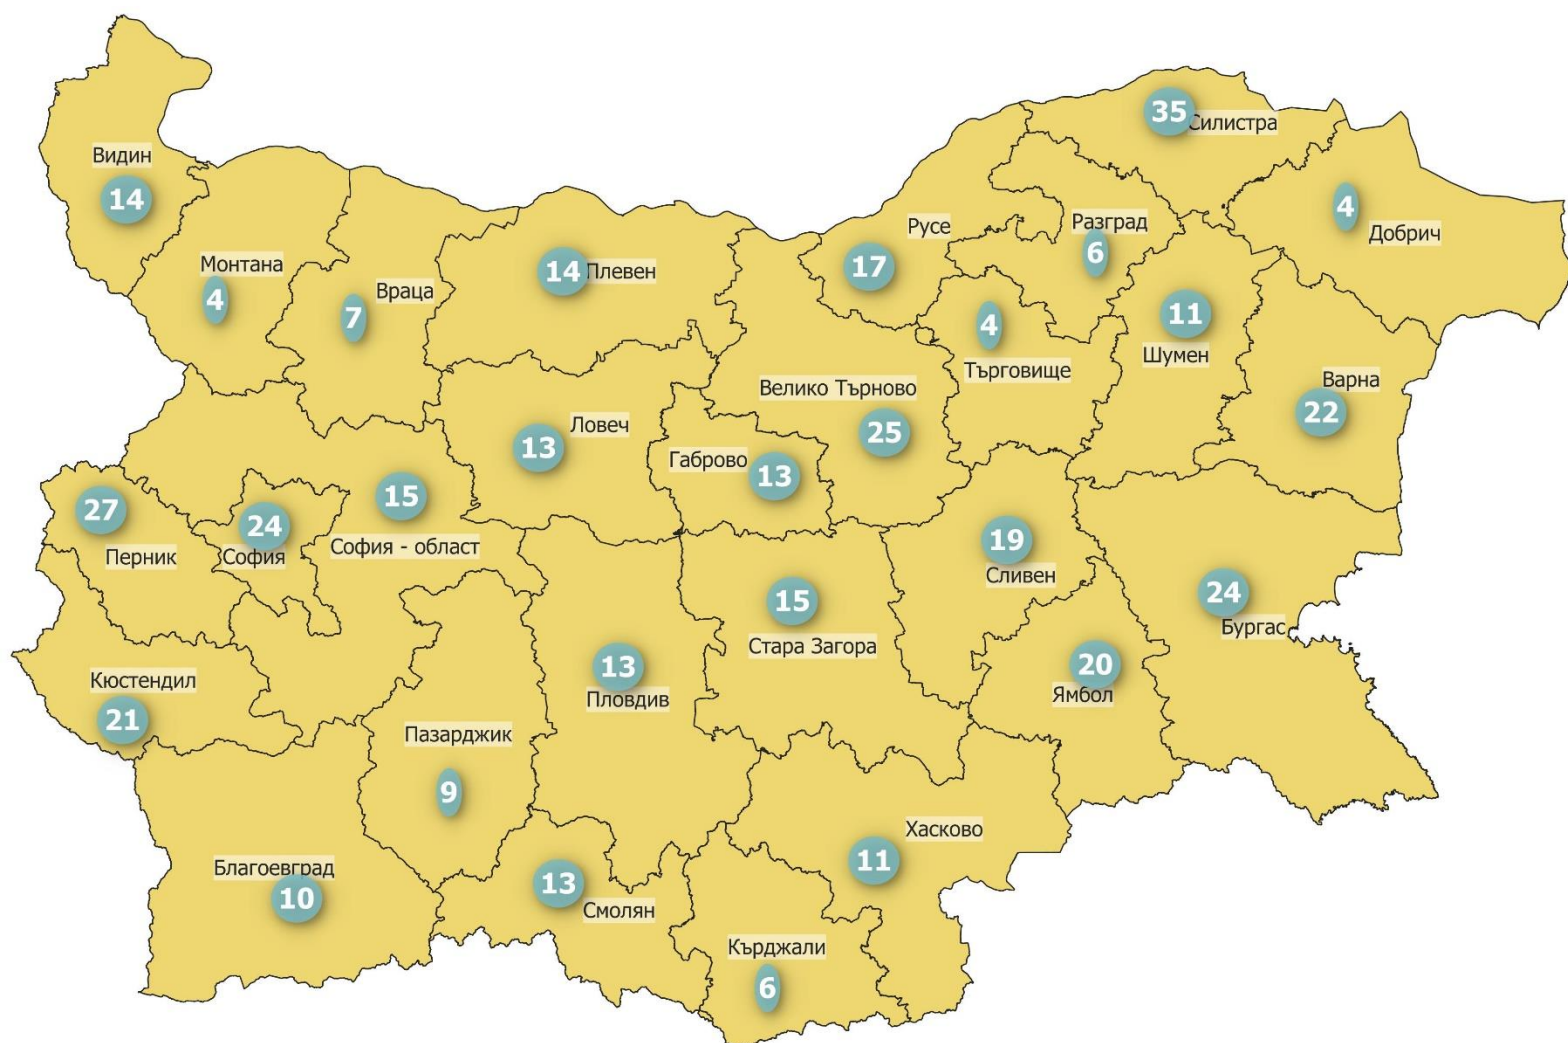 35
Силистра
Видин
14
4
Добрич
Русе
17
Разград
6
Монтана
4
Враца
7
14
Плевен
4
Търговище
11
Шумен
Варна
22
Велико Търново
25
Ловеч
13
Габрово
13
27
Перник
24
София
15
София - област
19
Сливен
24
Бургас
15
Стара Загора
13
Пловдив
20
Ямбол
Кюстендил
21
Пазарджик
9
Хасково
11
Благоевград
10
13
Смолян
Кърджали
6